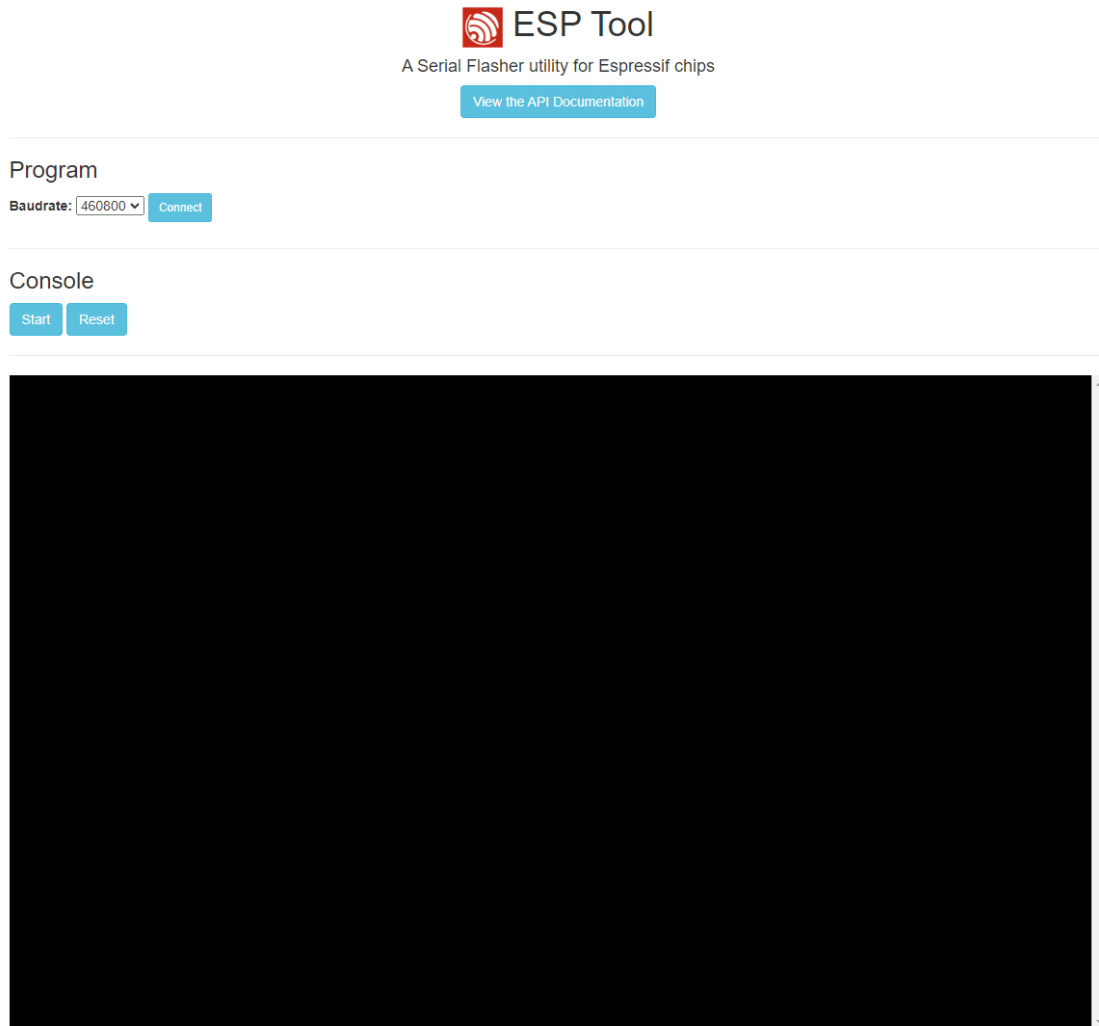 ESP Tool
A Serial Flasher utility for Espressif chips
View the API Documentation
Program
Baudrate: 460800 Connect
Console
Start Reset